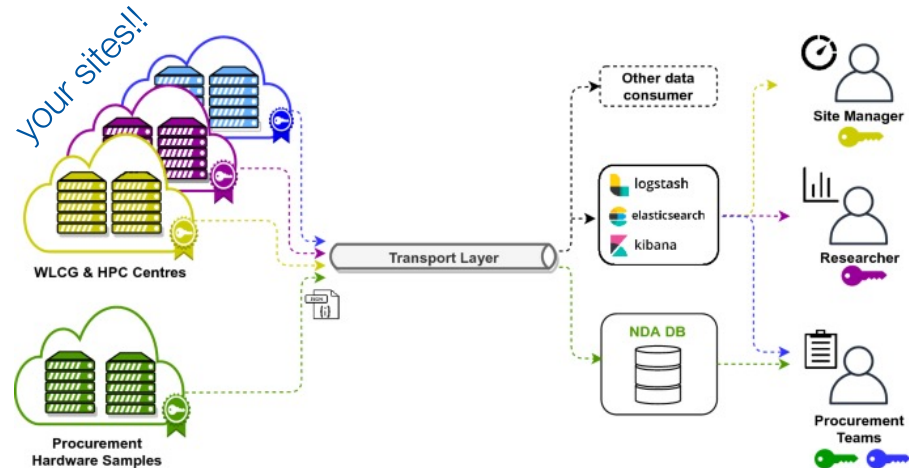 your sites!!
WLCG & HPC Centres
Procurement
Hardware Samples
JSON
{;}
Transport Layer
Other data
consumer
logstash
elasticsearch
kibana
NDA DB
Site Manager
Researcher
Procurement
Teams